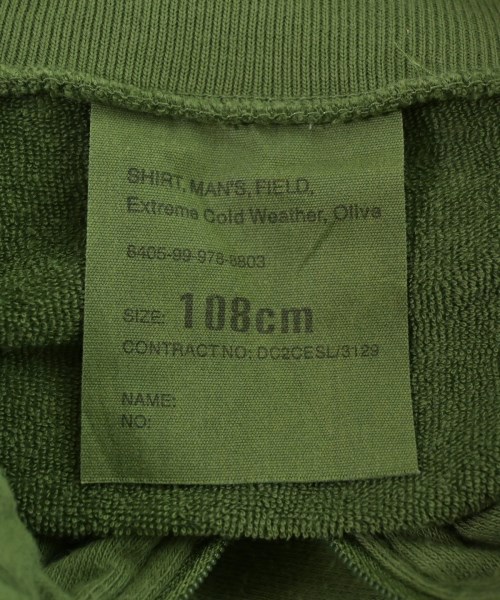 SHIRT, MAN'S, FIELD,
Extreme Cold Weather, Olive
8405-99-978-8803
SIZE: 108cm
CONTRACT NO: DC2CESL/3129
NAME:
NO: